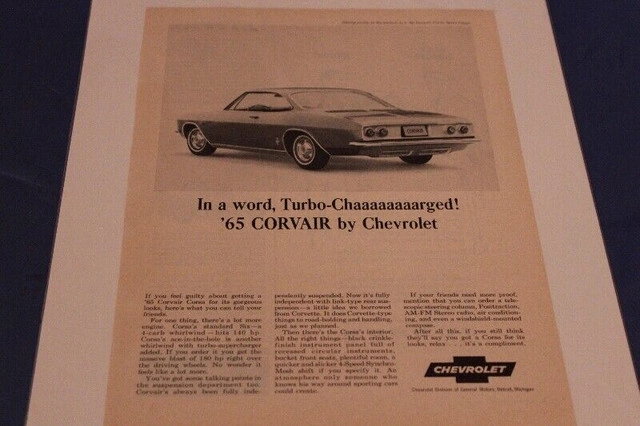 CORVAIR
In a word, Turbo-Chaaaaaaaarged!
'65 CORVAIR by Chevrolet
If you feel guilty about getting a
'65 Corvair Corsa for its gorgeous
looks, here's what you can tell your
friends.
For one thing, there's a lot more
engine. Corsa's standard Six—a
4-carb whirlwind—hits 140 hp.
Corsa's ace-in-the-hole is another
whirlwind with turbo-supercharger
added. If you order it you get the
massive blast of 180 hp right over
the driving wheels. No wonder it
feels like a lot more.
You've got some talking points in
the suspension department too.
Corvair's always been fully inde-
pendently suspended. Now it's fully
independent with link-type rear sus-
pension—a little idea we borrowed
from Corvette. It does Corvette-type
things to road-holding and handling,
just as we planned.
Then there's the Corsa's interior.
All the right things—black crinkle-
finish instrument panel full of
recessed circular instruments,
bucket front seats, plentiful room, a
quicker and slicker 4-Speed Synchro-
Mesh shift if you specify it. An
atmosphere only someone who
knows his way around sporting cars
could create.
If your friends need more proof,
mention that you can order a tele-
scopic steering column, Positraction,
AM-FM Stereo radio, air condition-
ing, and even a windshield-mounted
compass.
After all this, if you still think
they'll say you got a Corsa for its
looks, relax . . . it's a compliment.
CHEVROLET
Chevrolet Division of General Motors, Detroit, Michigan